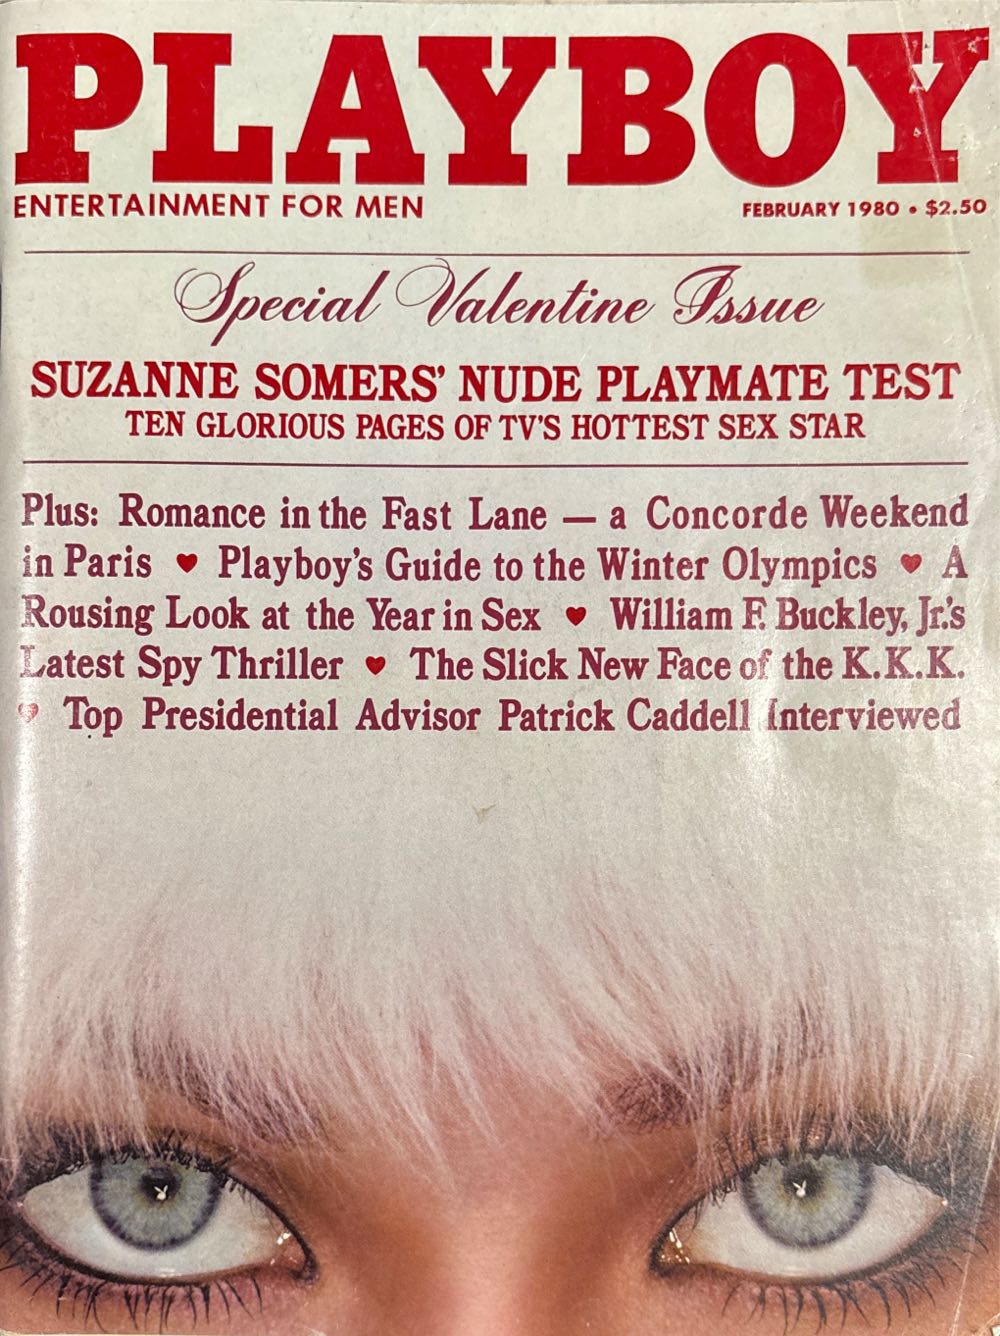 PLAYBOY
ENTERTAINMENT FOR MEN
FEBRUARY 1980 • $2.50
Special Valentine Issue
SUZANNE SOMERS' NUDE PLAYMATE TEST
TEN GLORIOUS PAGES OF TV'S HOTTEST SEX STAR
Plus: Romance in the Fast Lane — a Concorde Weekend
in Paris ♥ Playboy's Guide to the Winter Olympics ♥ A
Rousing Look at the Year in Sex ♥ William F. Buckley, Jr.'s
Latest Spy Thriller ♥ The Slick New Face of the K.K.K.
♥ Top Presidential Advisor Patrick Caddell Interviewed